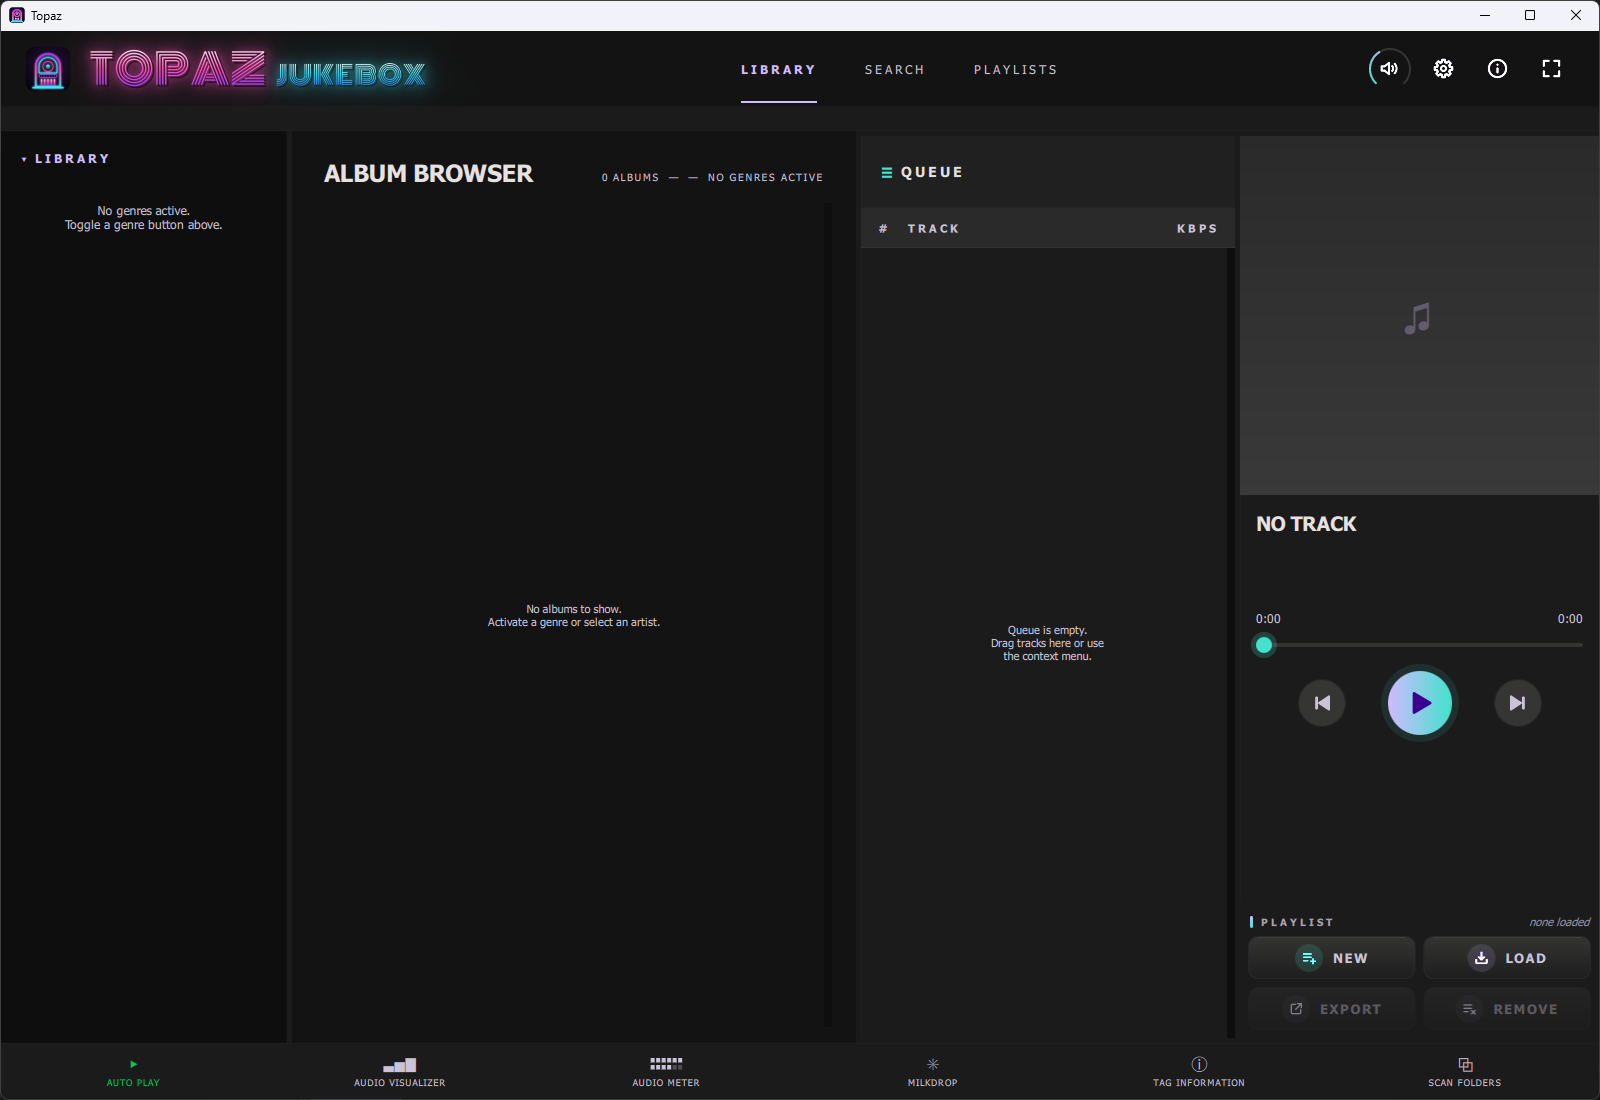 Topaz
TOPAZ JUKEBOX
LIBRARY
SEARCH
PLAYLISTS
LIBRARY
No genres active.
Toggle a genre button above.
ALBUM BROWSER
0 ALBUMS — — NO GENRES ACTIVE
No albums to show.
Activate a genre or select an artist.
QUEUE
# TRACK KBPS
Queue is empty.
Drag tracks here or use
the context menu.
NO TRACK
0:00 0:00
PLAYLIST none loaded
NEW LOAD
EXPORT REMOVE
AUTO PLAY
AUDIO VISUALIZER
AUDIO METER
MILKDROP
TAG INFORMATION
SCAN FOLDERS